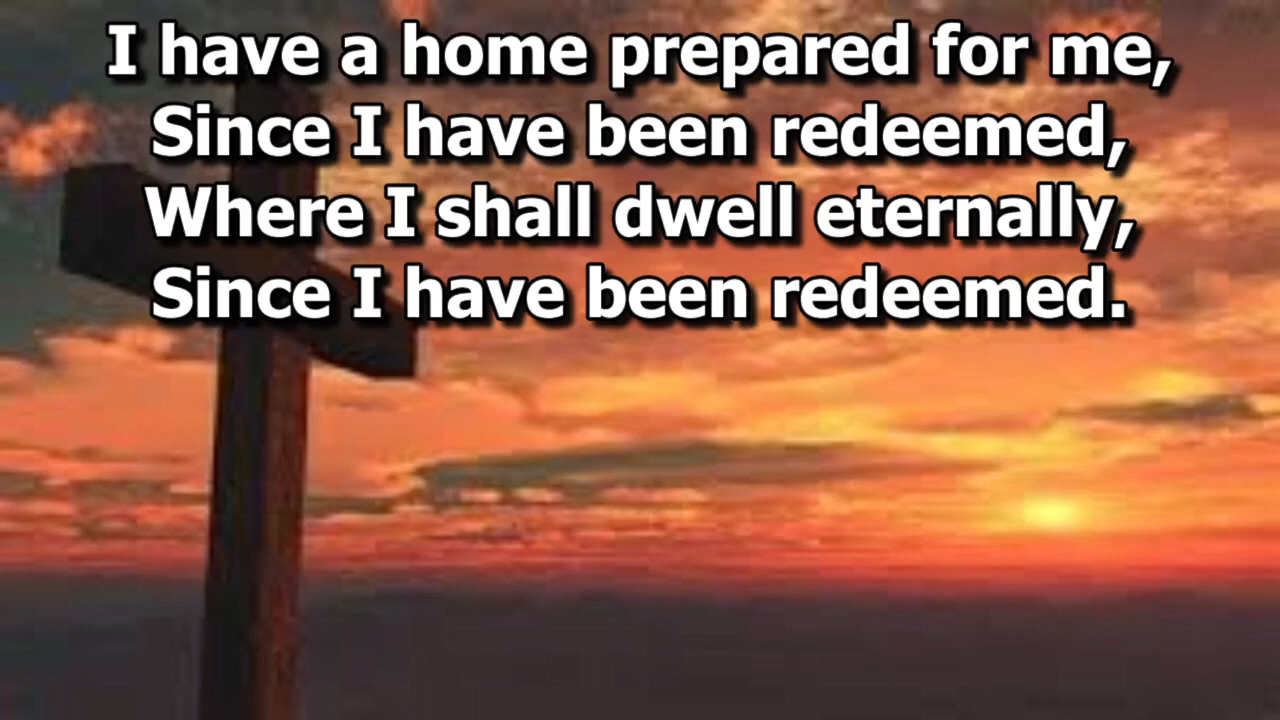 I have a home prepared for me,
Since I have been redeemed,
Where I shall dwell eternally,
Since I have been redeemed.